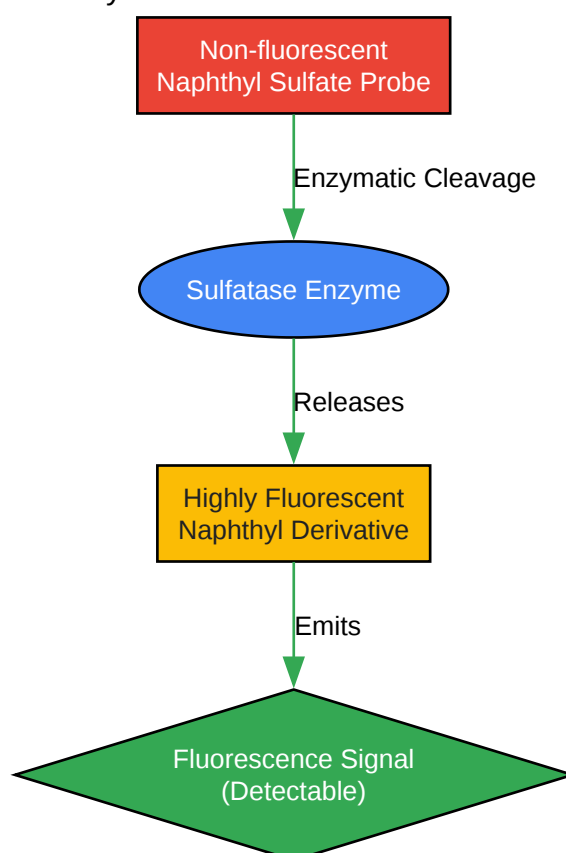 Non-fluorescent
Naphthyl Sulfate Probe
Enzymatic Cleavage
Sulfatase Enzyme
Releases
Highly Fluorescent
Naphthyl Derivative
Emits
Fluorescence Signal
(Detectable)